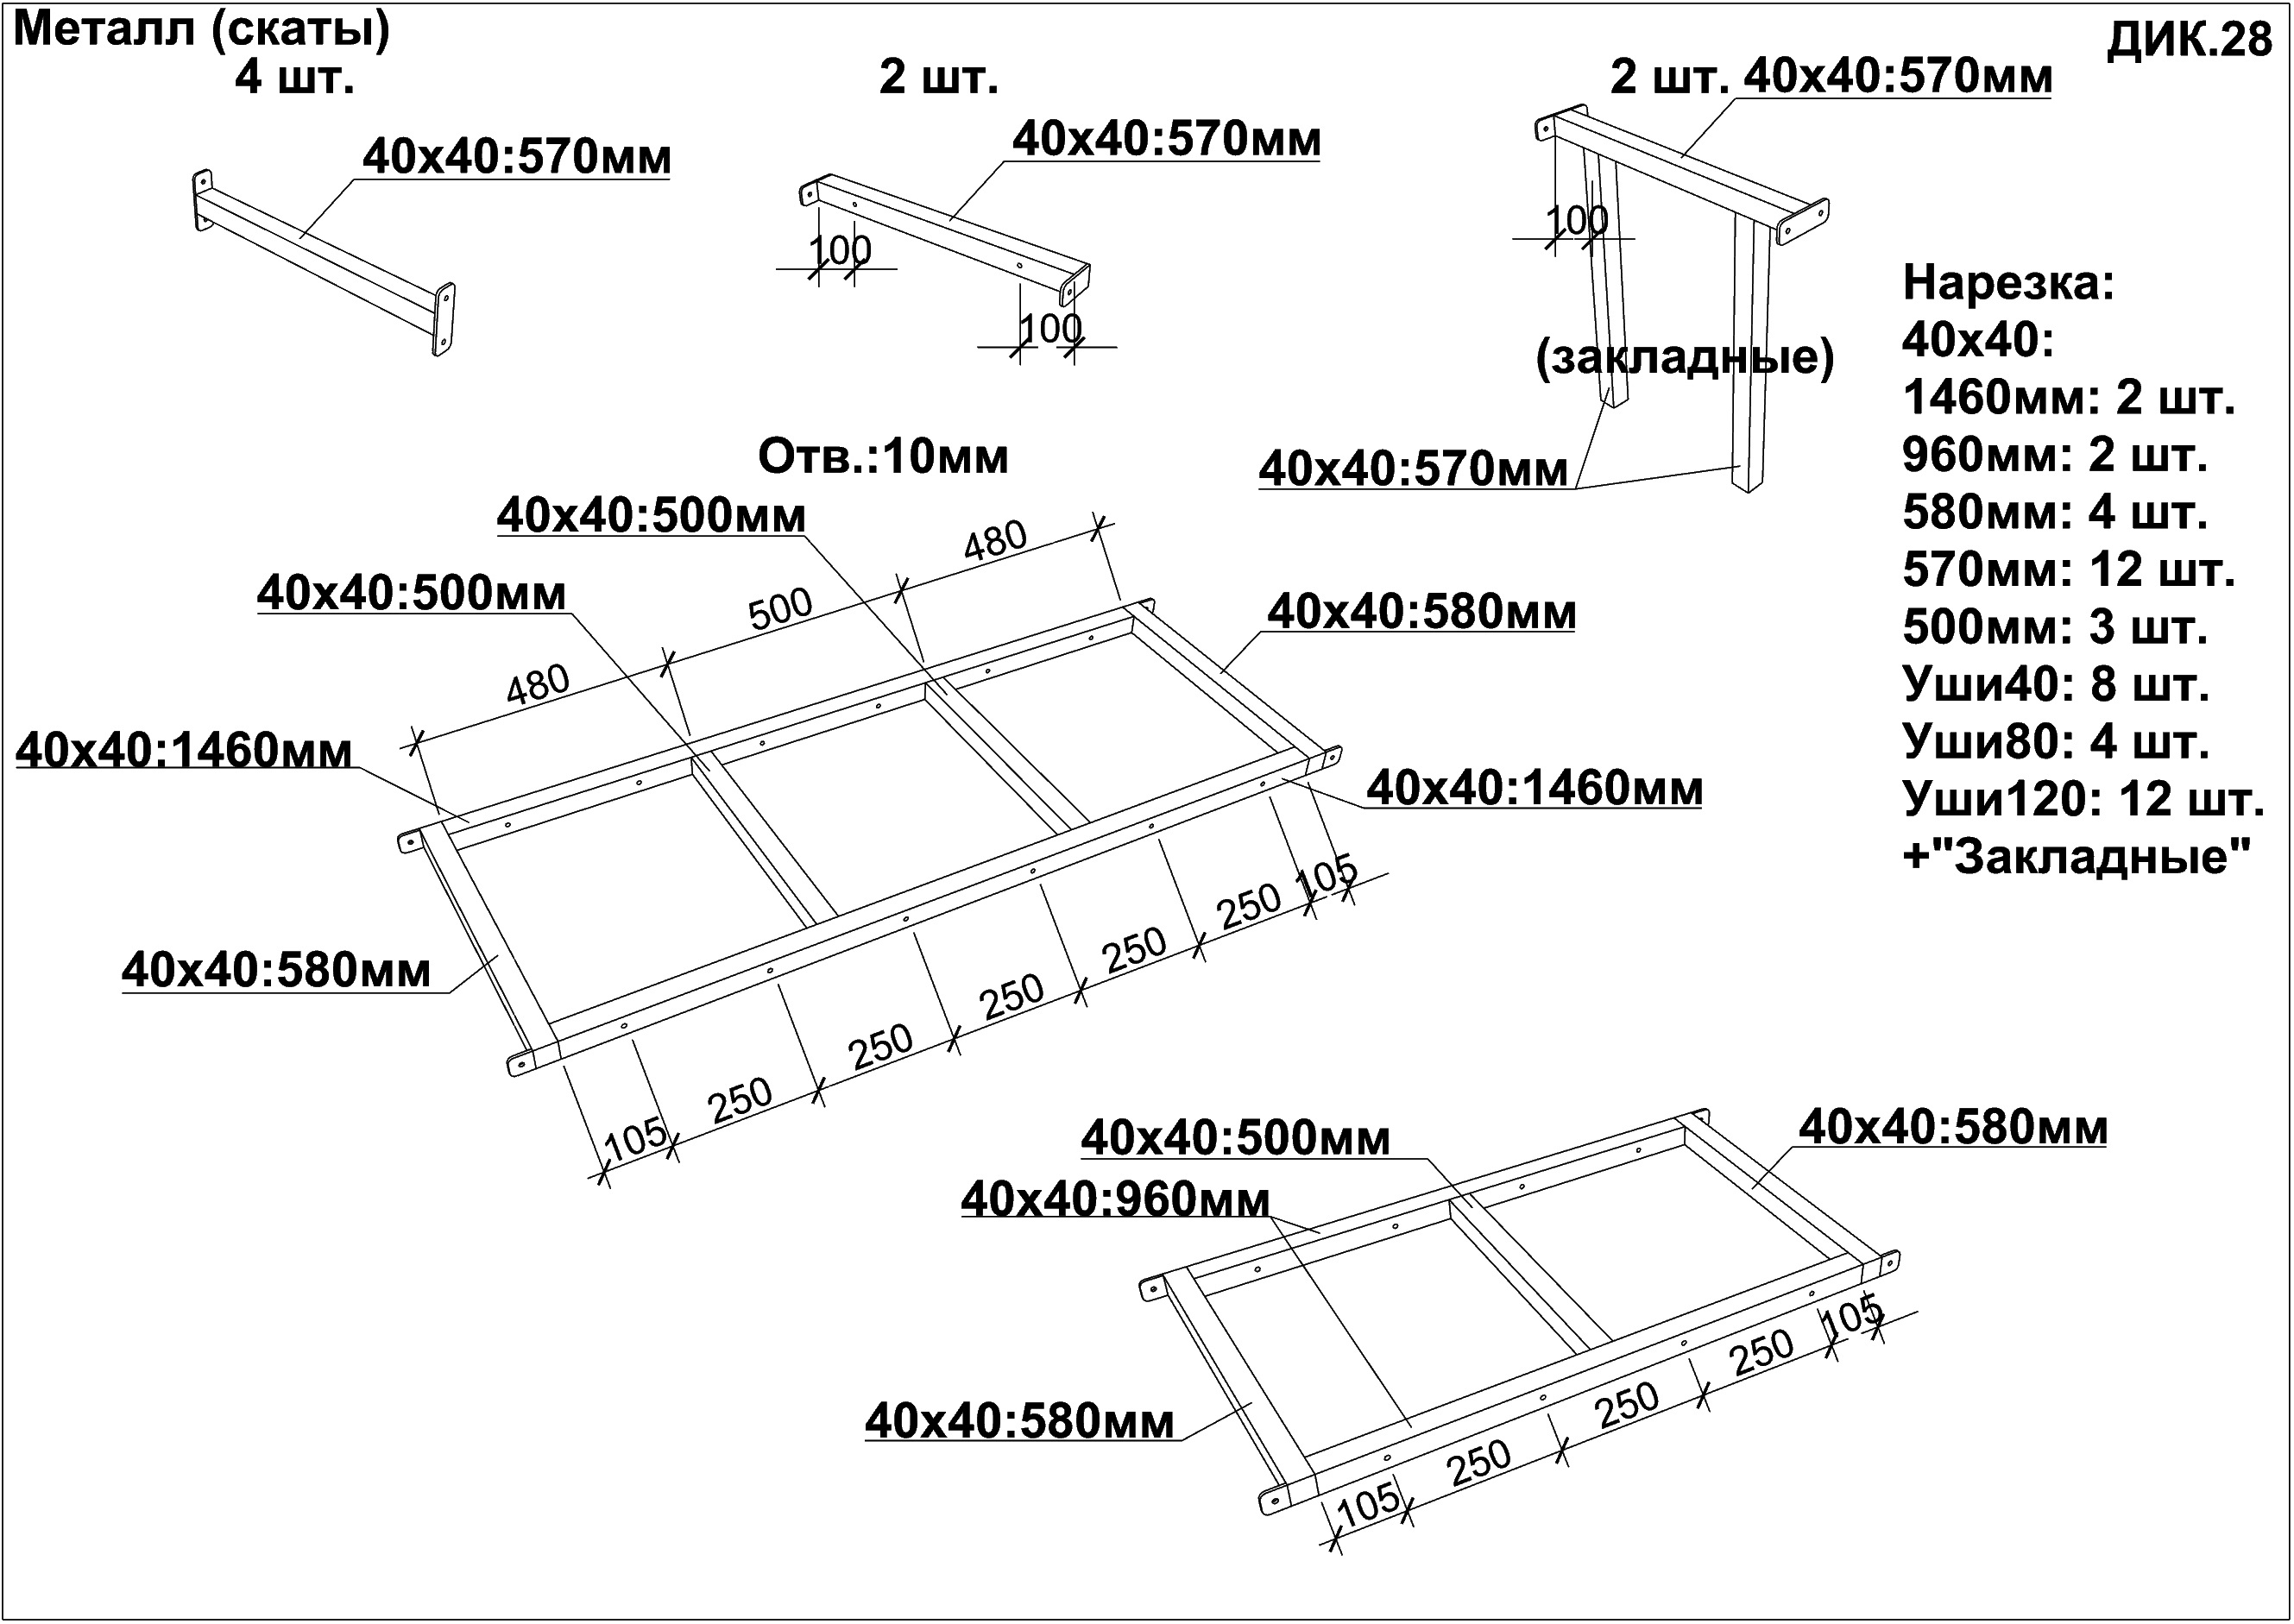 Металл (скаты)
ДИК.28
4 шт.
2 шт.
2 шт. 40х40:570мм
40х40:570мм
40х40:570мм
100
100
100
(закладные)
40х40:570мм
Нарезка:
40х40:
1460мм: 2 шт.
960мм: 2 шт.
580мм: 4 шт.
570мм: 12 шт.
500мм: 3 шт.
Уши40: 8 шт.
Уши80: 4 шт.
Уши120: 12 шт.
+"Закладные"
Отв.:10мм
40х40:500мм
40х40:500мм
480
500
480
40х40:580мм
40х40:1460мм
40х40:1460мм
40х40:580мм
105
250
250
250
250
250
105
40х40:500мм
40х40:960мм
40х40:580мм
40х40:580мм
105
250
250
250
105